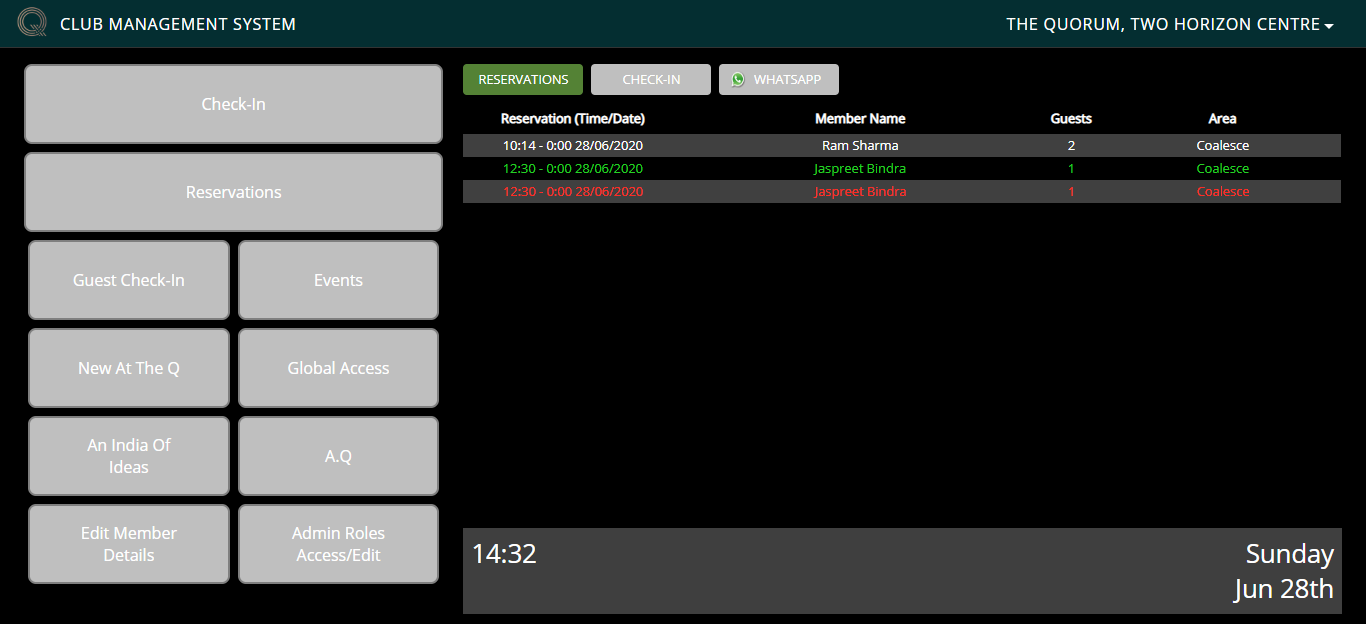 CLUB MANAGEMENT SYSTEM
THE QUORUM, TWO HORIZON CENTRE
Check-In
Reservations
Guest Check-In
Events
New At The Q
Global Access
An India Of
Ideas
A.Q
Edit Member
Details
Admin Roles
Access/Edit
RESERVATIONS CHECK-IN WHATSAPP
Reservation (Time/Date) Member Name Guests Area
10:14 - 0:00 28/06/2020 Ram Sharma 2 Coalesce
12:30 - 0:00 28/06/2020 Jaspreet Bindra 1 Coalesce
12:30 - 0:00 28/06/2020 Jaspreet Bindra 1 Coalesce
14:32
Sunday
Jun 28th